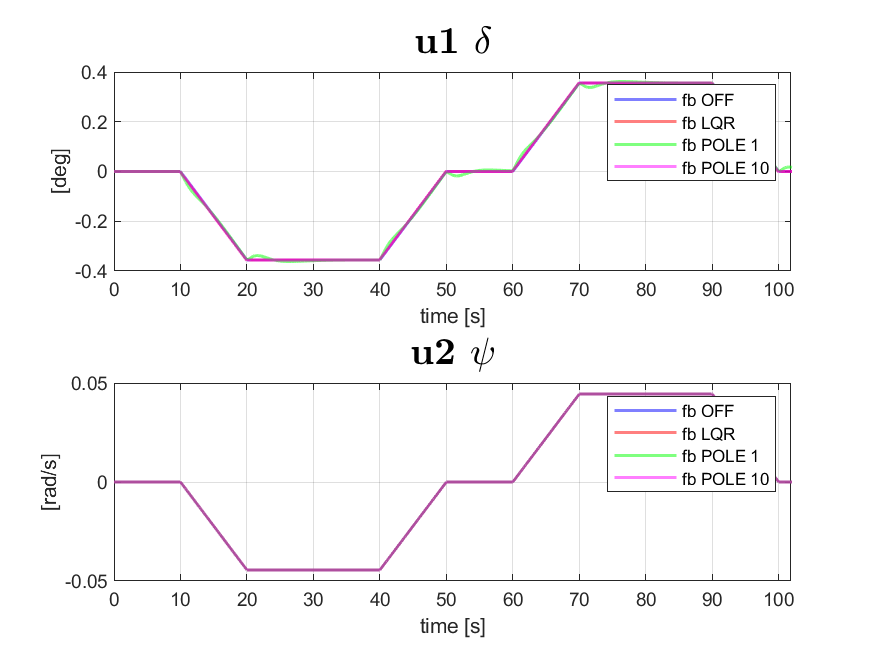 u1 δ
0.4
0.2
0
-0.2
-0.4
[deg]
fb OFF
fb LQR
fb POLE 1
fb POLE 10
0 10 20 30 40 50 60 70 80 90 100
time [s]
u2 ψ
0.05
0
-0.05
[rad/s]
fb OFF
fb LQR
fb POLE 1
fb POLE 10
0 10 20 30 40 50 60 70 80 90 100
time [s]